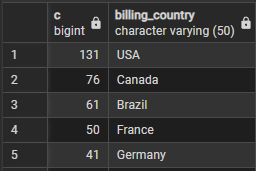 c billing_country
bigint character varying (50)
1 131 USA
2 76 Canada
3 61 Brazil
4 50 France
5 41 Germany